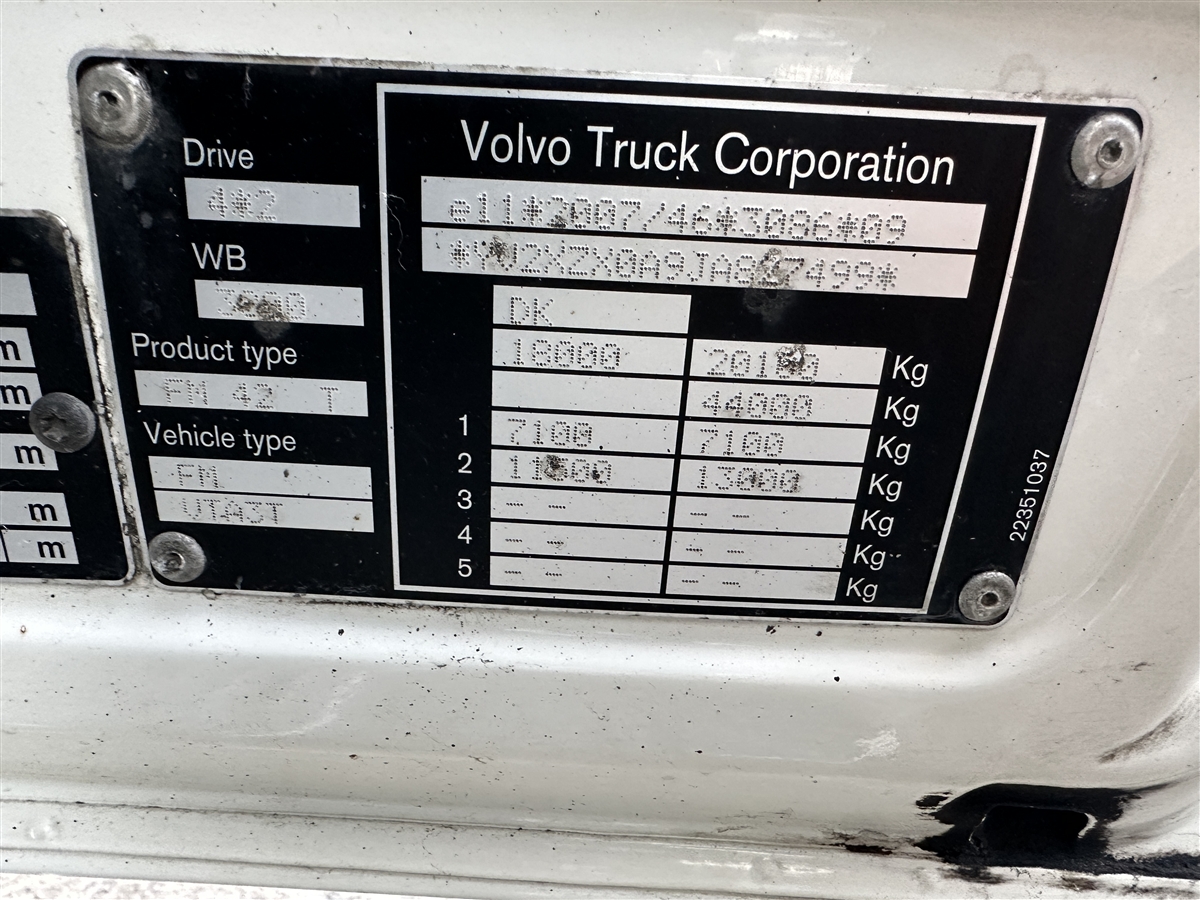 Volvo Truck Corporation
Drive
4*2
e11*2007/46*3086*09
WB
DK
18000 20100 Kg
44000 Kg
Product type
FM 42 T
1 7100 7100 Kg
Vehicle type
2 11500 13000 Kg
FM
VTA3T
3 -- -- -- -- Kg
4 -- -- -- -- Kg
5 -- -- -- -- Kg
22351037
m
m
m
m
m